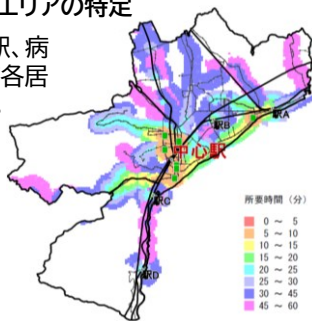 エリアの特定
駅、病
各居
駅A
駅B
中心駅
駅C
駅D
所要時間 (分)
0 ～ 5
5 ～ 10
10 ～ 15
15 ～ 20
20 ～ 25
25 ～ 30
30 ～ 45
45 ～ 60